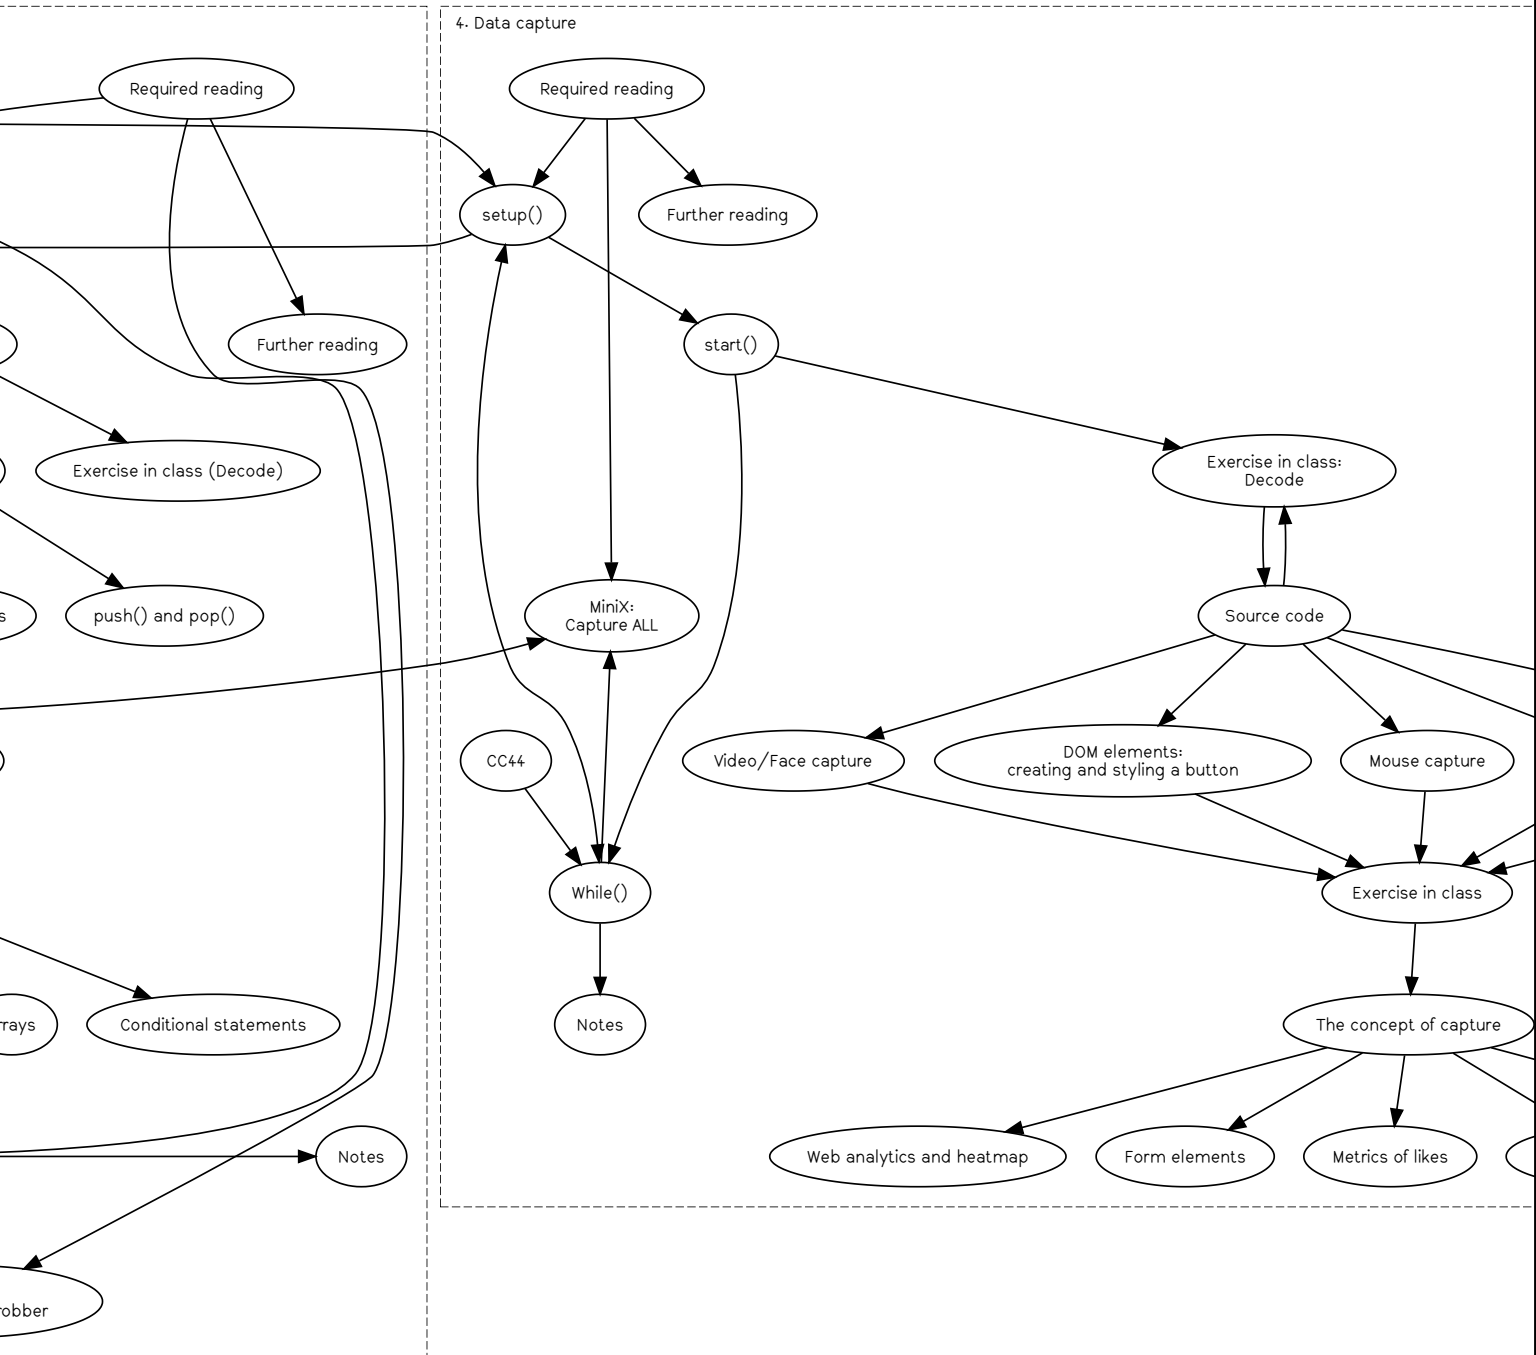 4. Data capture
Required reading
Required reading
setup()
Further reading
Further reading
start()
Exercise in class (Decode)
Exercise in class:
Decode
push() and pop()
MiniX:
Capture ALL
Source code
CC44
Video/Face capture
DOM elements:
creating and styling a button
Mouse capture
While()
Exercise in class
Conditional statements
Notes
The concept of capture
Notes
Web analytics and heatmap
Form elements
Metrics of likes